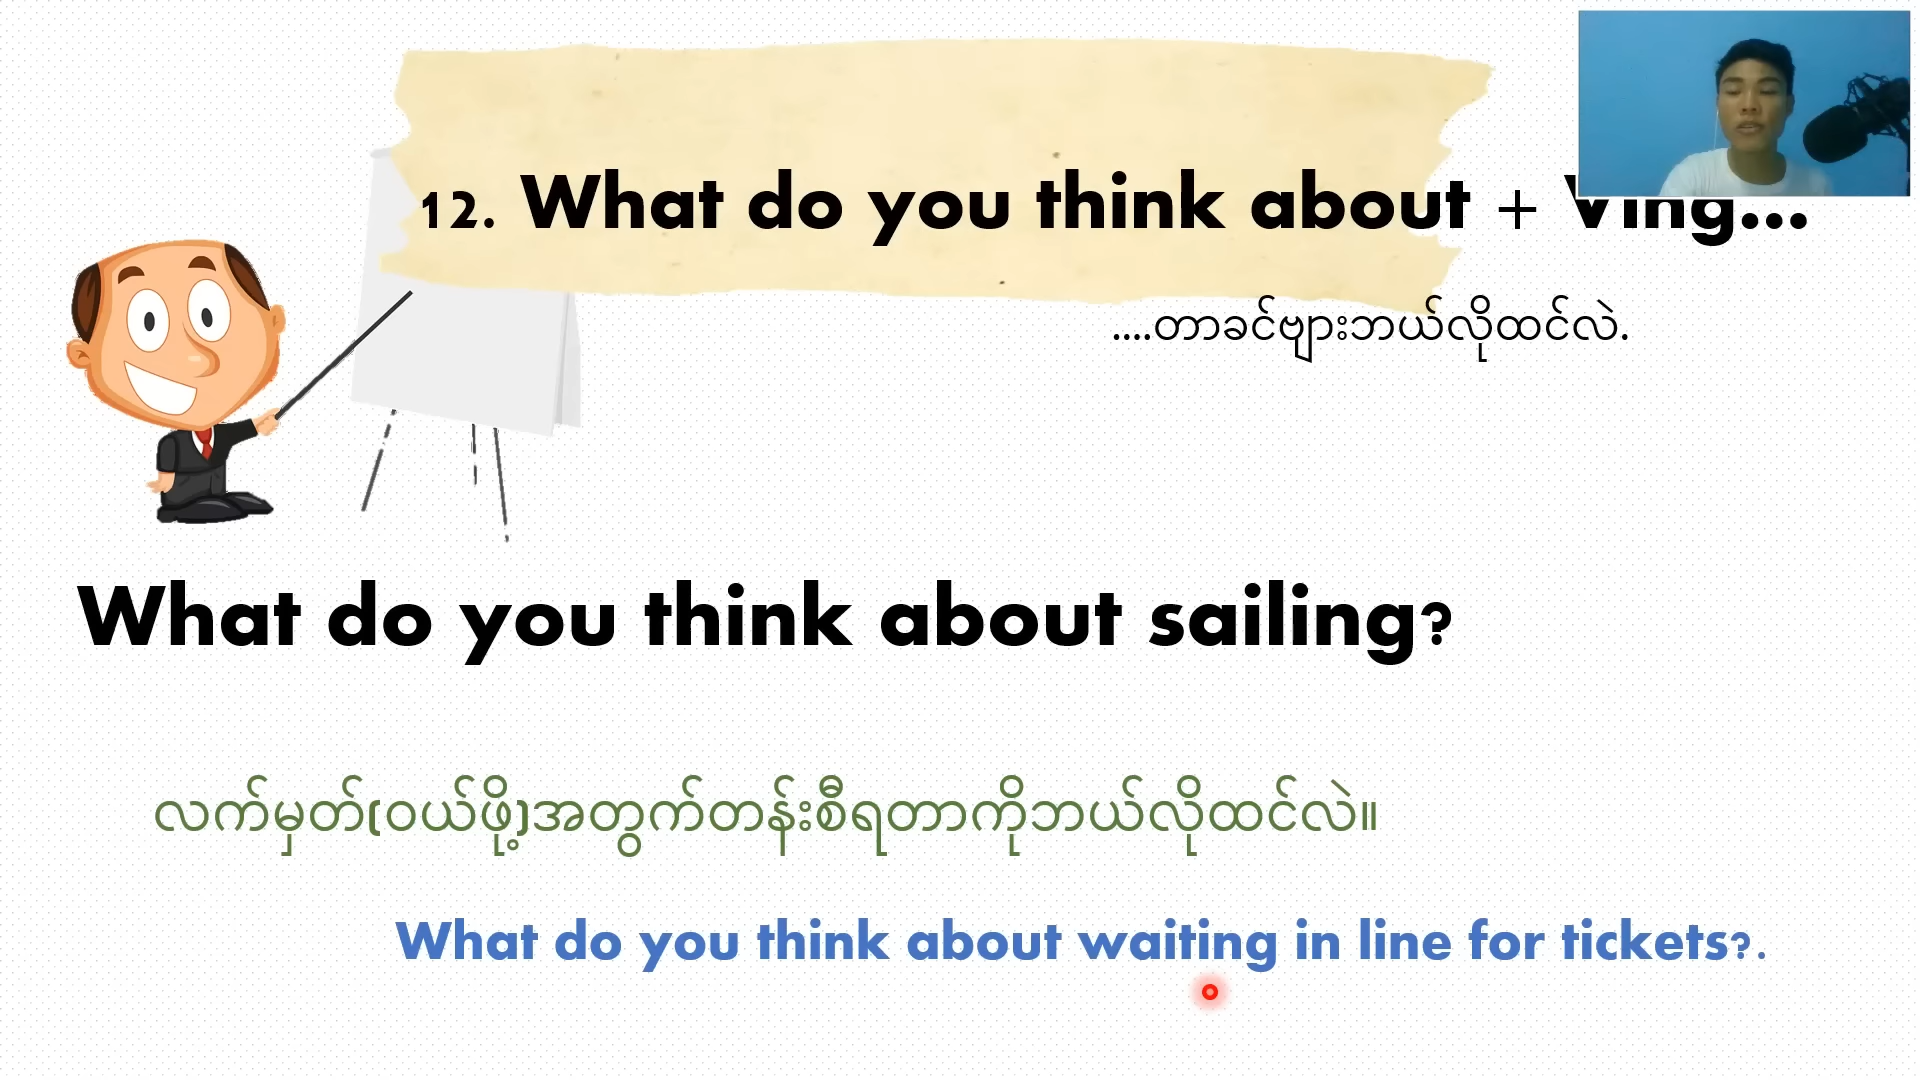 12. What do you think about + Ving...
....တာခင်ဗျားဘယ်လိုထင်လဲ.
What do you think about sailing?
လက်မှတ်(ဝယ်ဖို့)အတွက်တန်းစီရတာကိုဘယ်လိုထင်လဲ။
What do you think about waiting in line for tickets?.